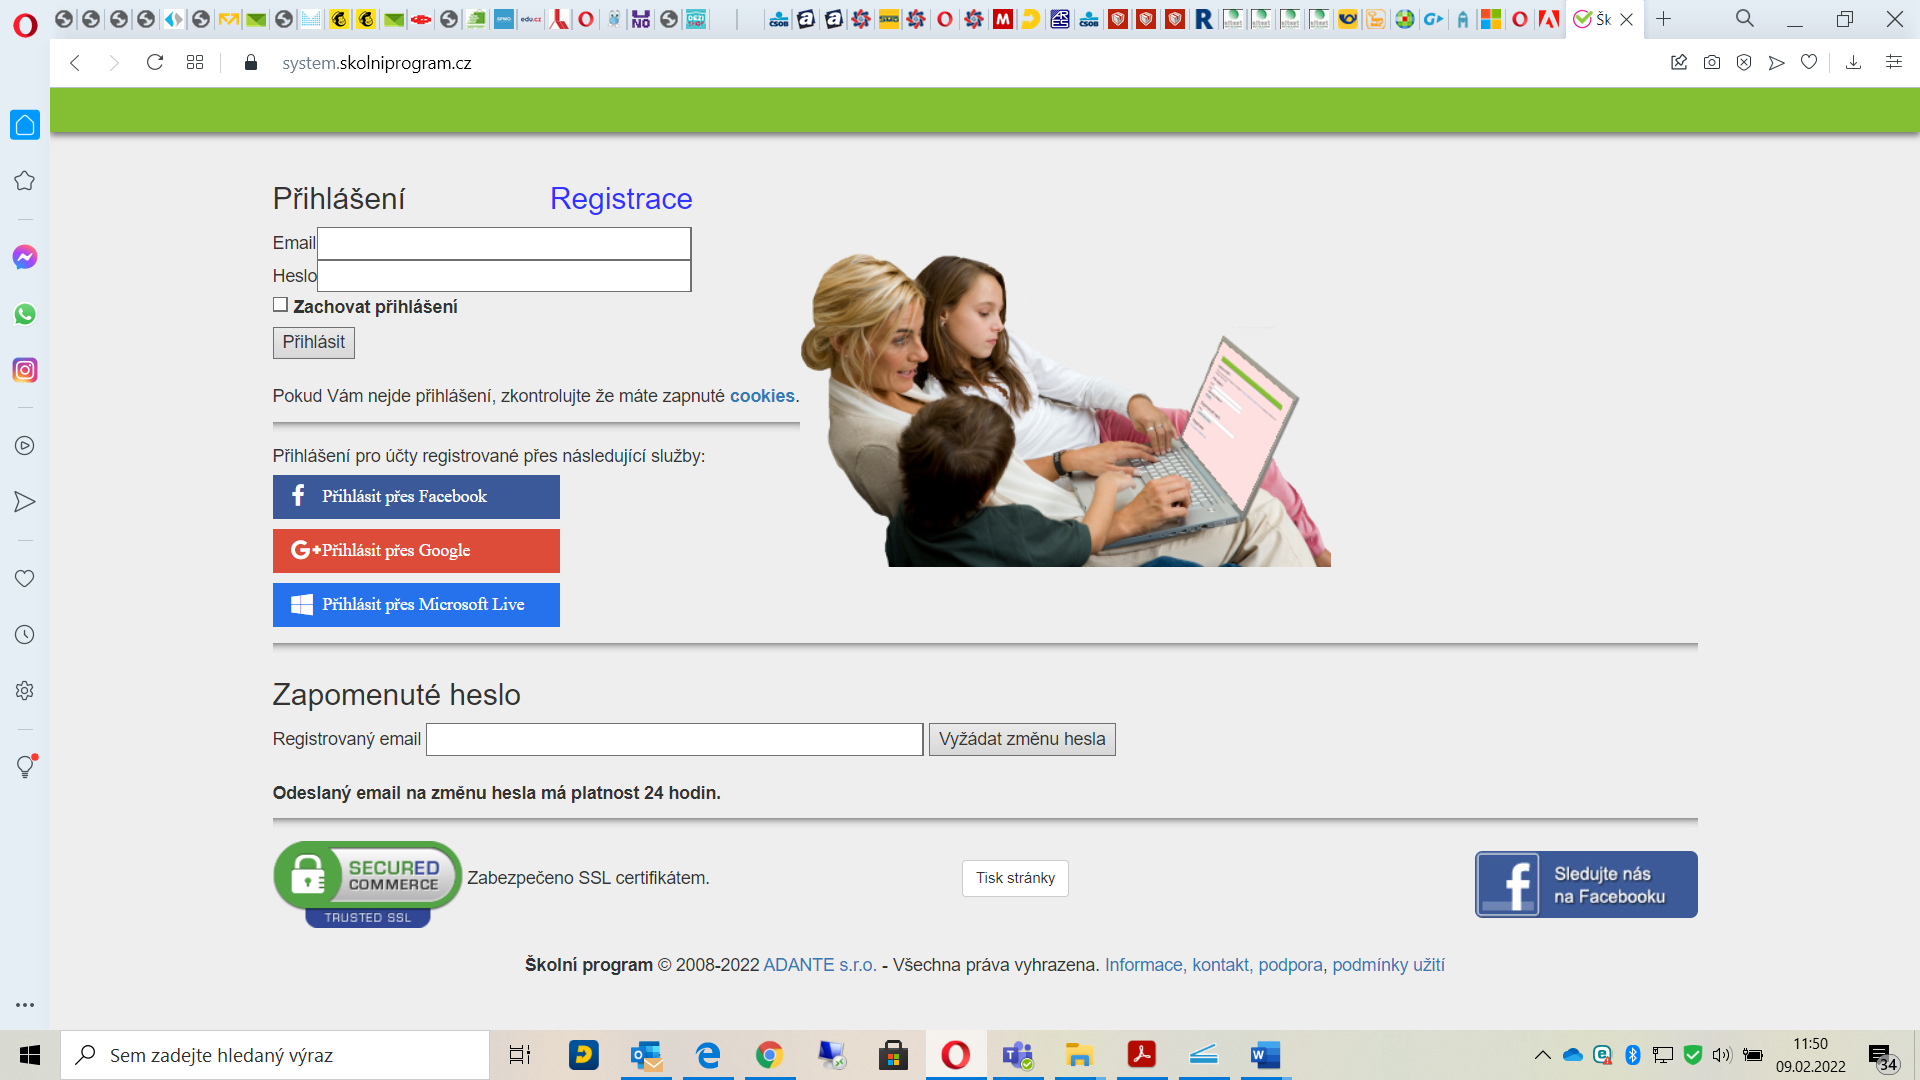 Šk
system.skolniprogram.cz
Přihlášení
Registrace
Email
Heslo
Zachovat přihlášení
Přihlásit
Pokud Vám nejde přihlášení, zkontrolujte že máte zapnuté cookies.
Přihlášení pro účty registrované přes následující služby:
Přihlásit přes Facebook
G+Přihlásit přes Google
Přihlásit přes Microsoft Live
Zapomenuté heslo
Registrovaný email
Vyžádat změnu hesla
Odeslaný email na změnu hesla má platnost 24 hodin.
SECURED
COMMERCE
TRUSTED SSL
Zabezpečeno SSL certifikátem.
Tisk stránky
Sledujte nás
na Facebooku
Školní program © 2008-2022 ADANTE s.r.o. - Všechna práva vyhrazena. Informace, kontakt, podpora, podmínky užití
Sem zadejte hledaný výraz
11:50
09.02.2022
34